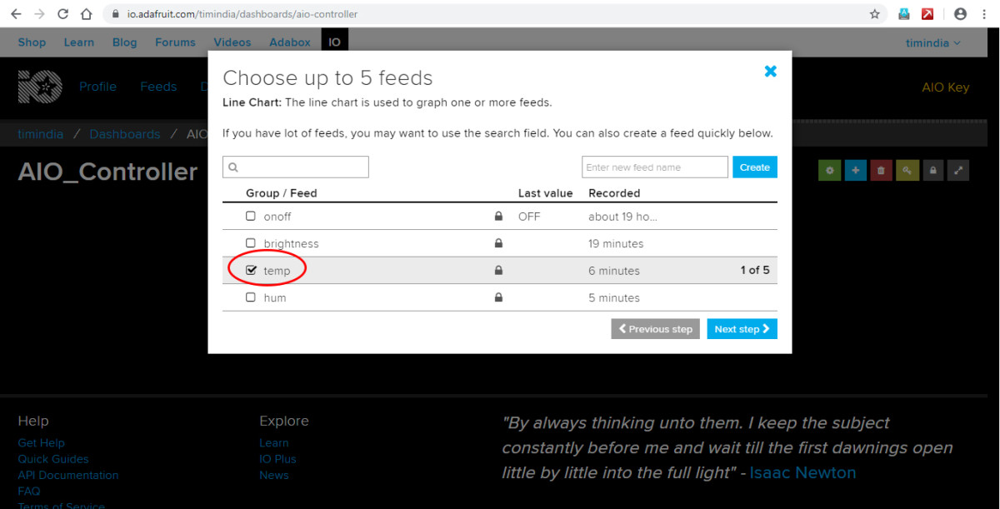 io.adafruit.com/timindia/dashboards/aio-controller
Shop Learn Blog Forums Videos Adabox IO timindia
Profile Feeds D AIO Key
timindia / Dashboards / AIO
AIO_Controller
Choose up to 5 feeds
Line Chart: The line chart is used to graph one or more feeds.
If you have lot of feeds, you may want to use the search field. You can also create a feed quickly below.
Enter new feed name Create
Group / Feed Last value Recorded
onoff OFF about 19 ho...
brightness 19 minutes
temp 6 minutes 1 of 5
hum 5 minutes
Previous step Next step
Help
Get Help
Quick Guides
API Documentation
FAQ
Terms of Service
Explore
Learn
IO Plus
News
"By always thinking unto them. I keep the subject
constantly before me and wait till the first dawnings open
little by little into the full light" - Isaac Newton